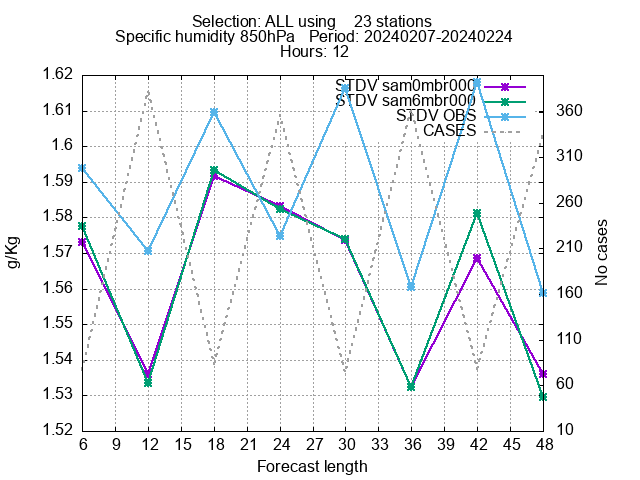 Selection: ALL using    23 stations
Specific humidity 850hPa   Period: 20240207-20240224
Hours: 12
STDV sam0mbr000
STDV sam6mbr000
STDV OBS
CASES
1.62
1.61
1.6
1.59
1.58
1.57
1.56
1.55
1.54
1.53
1.52
g/Kg
360
310
260
210
160
110
60
10
No cases
6 9 12 15 18 21 24 27 30 33 36 39 42 45 48
Forecast length